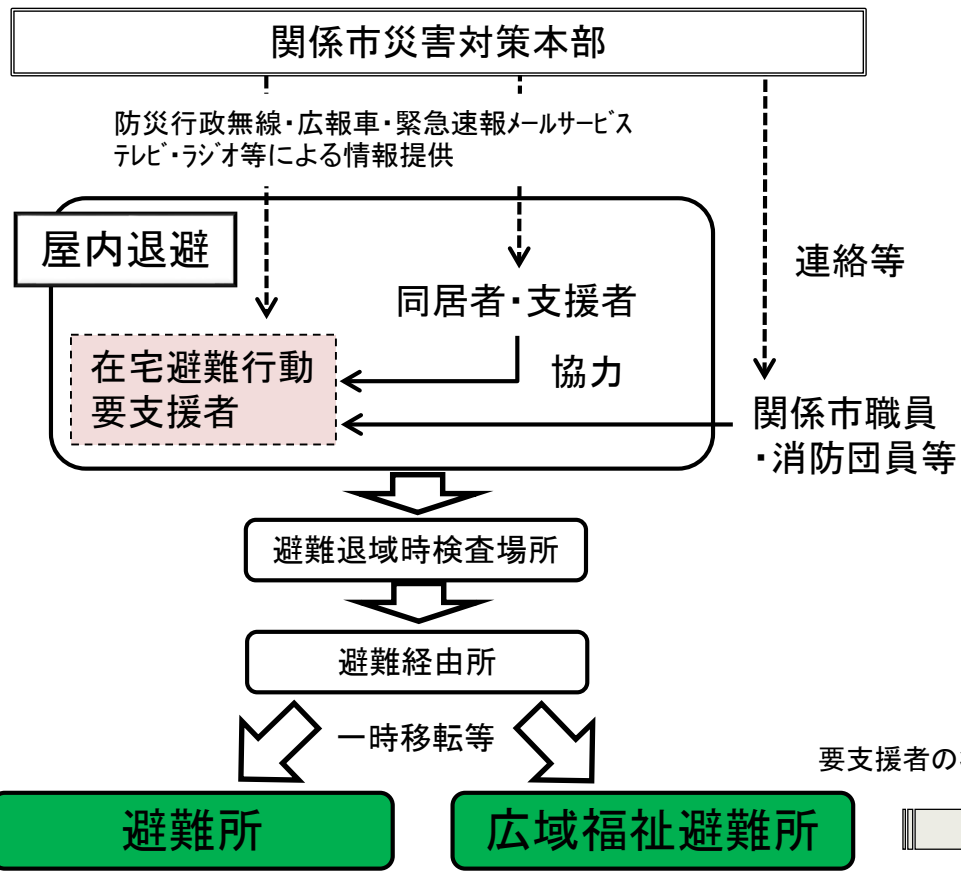 関係市災害対策本部
防災行政無線・広報車・緊急速報ﾒｰﾙｻｰﾋﾞｽ
ﾃﾚﾋﾞ・ﾗｼﾞｵ等による情報提供
屋内退避
連絡等
同居者・支援者
在宅避難行動
要支援者
協力
関係市職員
・消防団員等
避難退域時検査場所
避難経由所
一時移転等
要支援者の
避難所
広域福祉避難所